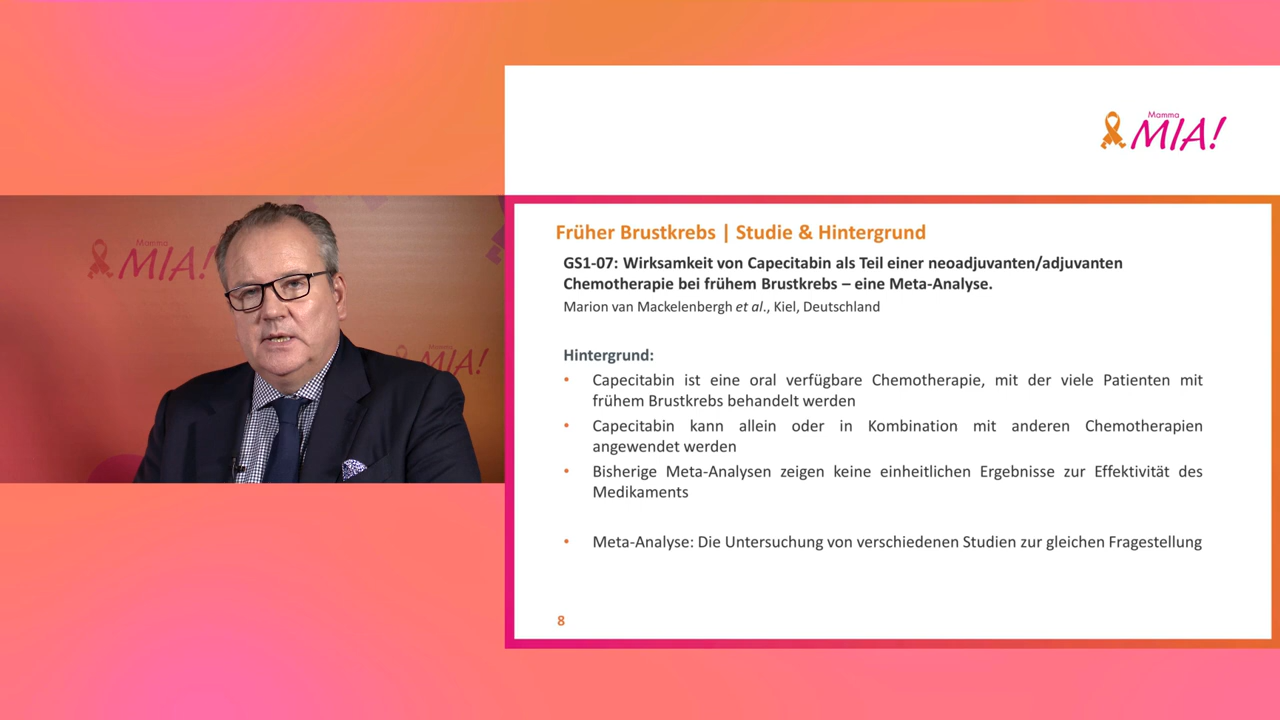 Mamma
MIA!
Mamma
MIA!
MIA!
Früher Brustkrebs | Studie & Hintergrund
GS1-07: Wirksamkeit von Capecitabin als Teil einer neoadjuvanten/adjuvanten
Chemotherapie bei frühem Brustkrebs – eine Meta-Analyse.
Marion van Mackelenbergh et al., Kiel, Deutschland
Hintergrund:
• Capecitabin ist eine oral verfügbare Chemotherapie, mit der viele Patienten mit
frühem Brustkrebs behandelt werden
• Capecitabin kann allein oder in Kombination mit anderen Chemotherapien
angewendet werden
• Bisherige Meta-Analysen zeigen keine einheitlichen Ergebnisse zur Effektivität des
Medikaments
• Meta-Analyse: Die Untersuchung von verschiedenen Studien zur gleichen Fragestellung
8